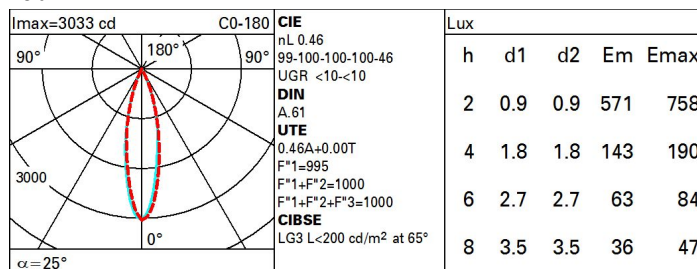 Imax=3033 cd C0-180
90° 180° 90°
3000
0°
α=25°
CIE
nL 0.46
99-100-100-100-46
UGR <10-<10
DIN
A.61
UTE
0.46A+0.00T
F"1=995
F"1+F"2=1000
F"1+F"2+F"3=1000
CIBSE
LG3 L<200 cd/m² at 65°
Lux
h d1 d2 Em Emax
2 0.9 0.9 571 758
4 1.8 1.8 143 190
6 2.7 2.7 63 84
8 3.5 3.5 36 47